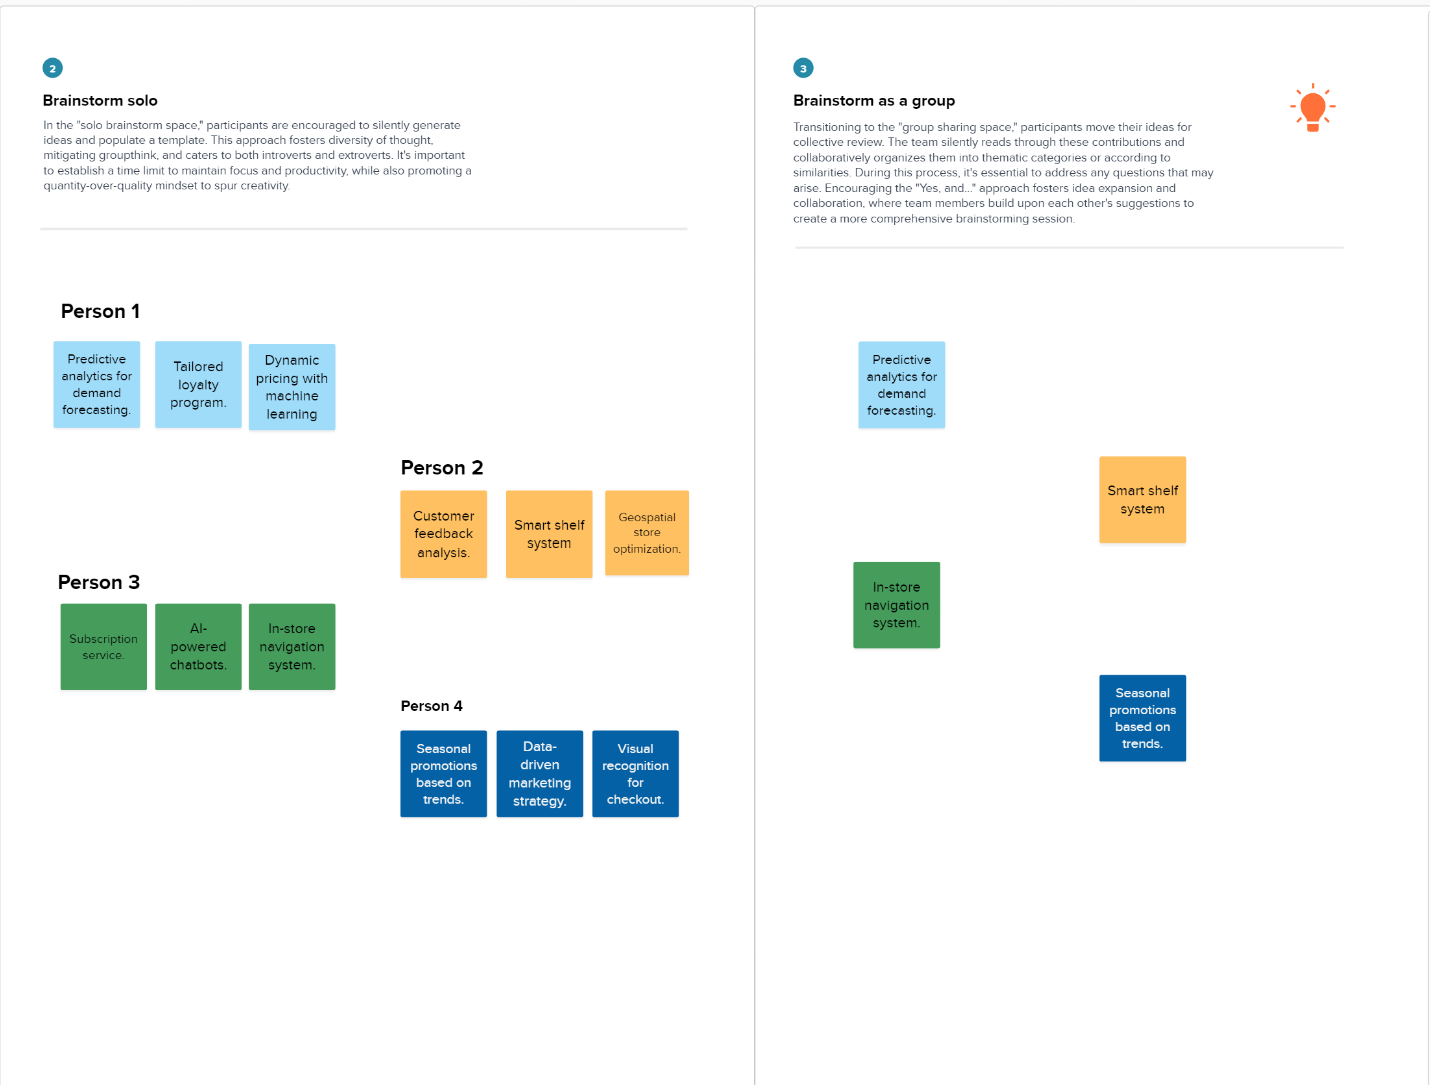 2
Brainstorm solo
In the "solo brainstorm space," participants are encouraged to silently generate
ideas and populate a template. This approach fosters diversity of thought,
mitigating groupthink, and caters to both introverts and extroverts. It's important
to establish a time limit to maintain focus and productivity, while also promoting a
quantity-over-quality mindset to spur creativity.
Person 1
Predictive
analytics for
demand
forecasting.
Tailored
loyalty
program.
Dynamic
pricing with
machine
learning
Person 2
Customer
feedback
analysis.
Smart shelf
system
Geospatial
store
optimization.
Person 3
Subscription
service.
AI-
powered
chatbots.
In-store
navigation
system.
Person 4
Seasonal
promotions
based on
trends.
Data-
driven
marketing
strategy.
Visual
recognition
for
checkout.
3
Brainstorm as a group
Transitioning to the "group sharing space," participants move their ideas for
collective review. The team silently reads through these contributions and
collaboratively organizes them into thematic categories or according to
similarities. During this process, it's essential to address any questions that may
arise. Encouraging the "Yes, and..." approach fosters idea expansion and
collaboration, where team members build upon each other's suggestions to
create a more comprehensive brainstorming session.
Predictive
analytics for
demand
forecasting.
Smart shelf
system
In-store
navigation
system.
Seasonal
promotions
based on
trends.